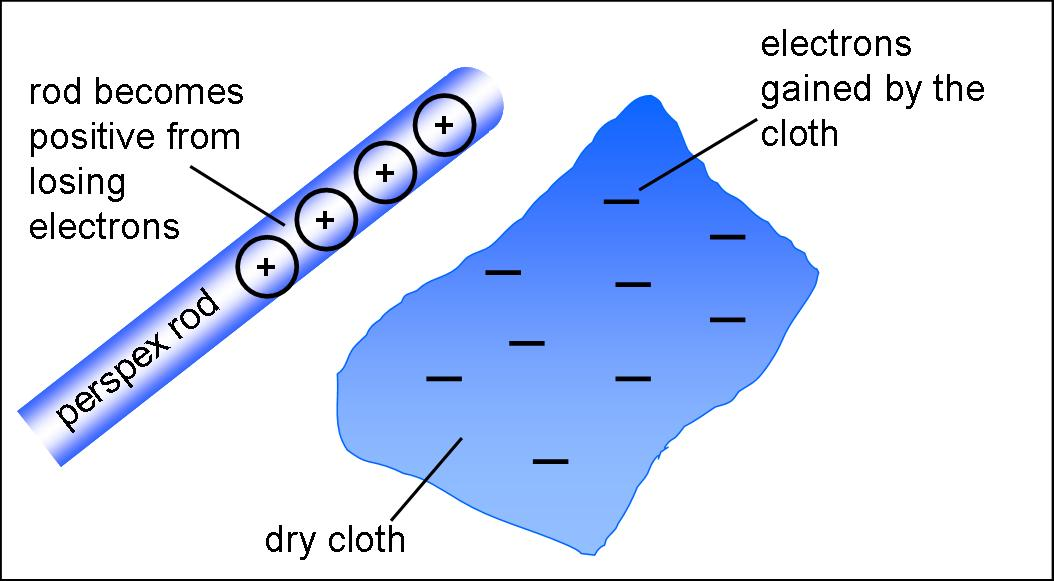 rod becomes
positive from
losing
electrons
electrons
gained by the
cloth
perspex rod
dry cloth